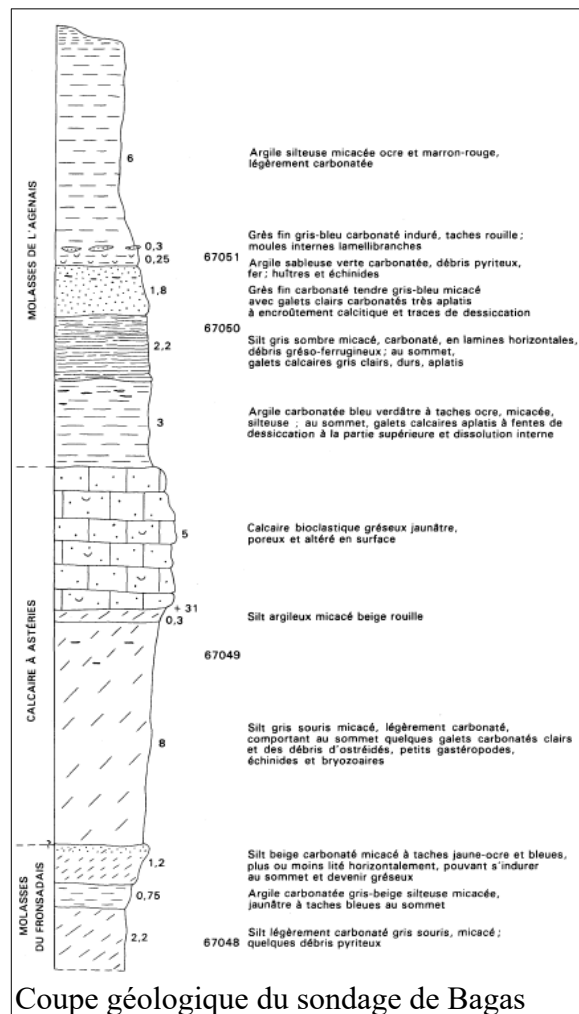 MOLASSES DE L'AGENAIS
6
Argile silteuse micacée ocre et marron-rouge,
légèrement carbonatée
0,3
Grès fin gris-bleu carbonaté induré, taches rouille;
moules internes lamellibranches
0,25
67051
Argile sableuse verte carbonatée, débris pyriteux,
fer; huîtres et échinides
1,8
Grès fin carbonaté tendre gris-bleu micacé
avec galets clairs carbonatés très aplatis
à encroûtement calcitique et traces de dessiccation
67050
2,2
Silt gris sombre micacé, carbonaté, en lamines horizontales,
débris gréso-ferrugineux; au sommet,
galets calcaires gris clairs, durs, aplatis
3
Argile carbonatée bleu verdâtre à taches ocre, micacée,
silteuse ; au sommet, galets calcaires aplatis à fentes de
dessiccation à la partie supérieure et dissolution interne
CALCAIRE À ASTÉRIES
5
Calcaire bioclastique gréseux jaunâtre,
poreux et altéré en surface
+ 31
0,3
Silt argileux micacé beige rouille
67049
8
Silt gris souris micacé, légèrement carbonaté,
comportant au sommet quelques galets carbonatés clairs
et des débris d'ostréidés, petits gastéropodes,
échinides et bryozoaires
?
MOLASSES
DU FRONSADAIS
1,2
Silt beige carbonaté micacé à taches jaune-ocre et bleues,
plus ou moins lité horizontalement, pouvant s'indurer
au sommet et devenir gréseux
0,75
Argile carbonatée gris-beige silteuse micacée,
jaunâtre à taches bleues au sommet
2,2
67048
Silt légèrement carbonaté gris souris, micacé;
quelques débris pyriteux
Coupe géologique du sondage de Bagas